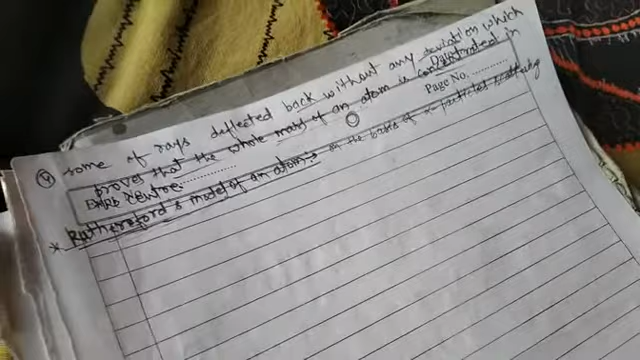 ④ some of rays deflected back without any deviation which
proves that the whole mass of an atom is concentrated in
centre.
Page No. ..........
* Rutherford's model of an atom:- on the basis of α particles scattering